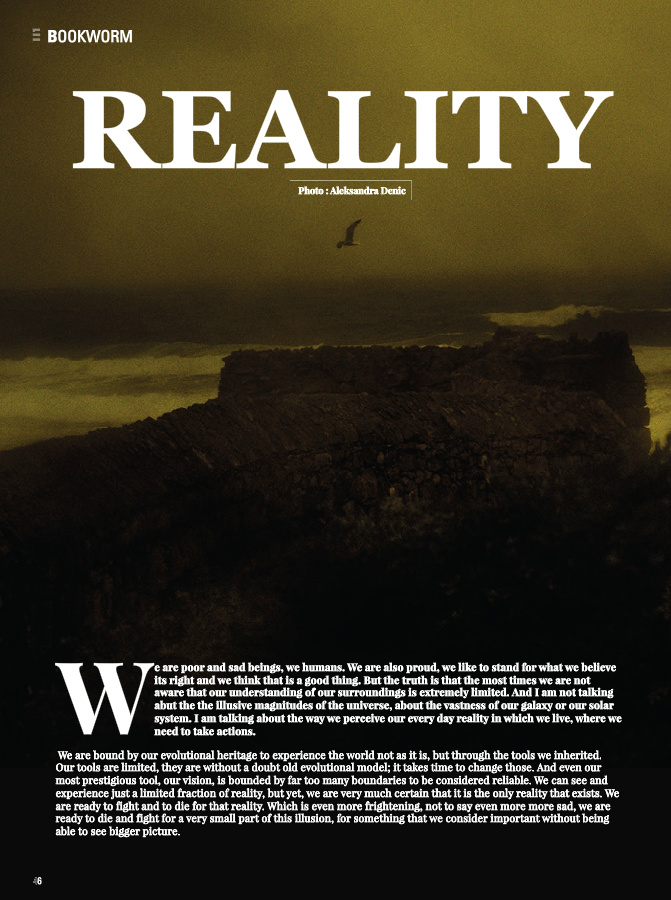 BOOKWORM
REALITY
Photo : Aleksandra Denic
We are poor and sad beings, we humans. We are also proud, we like to stand for what we believe
its right and we think that is a good thing. But the truth is that the most times we are not
aware that our understanding of our surroundings is extremely limited. And I am not talking
abut the the illusive magnitudes of the universe, about the vastness of our galaxy or our solar
system. I am talking about the way we perceive our every day reality in which we live, where we
need to take actions.
We are bound by our evolutional heritage to experience the world not as it is, but through the tools we inherited.
Our tools are limited, they are without a doubt old evolutional model; it takes time to change those. And even our
most prestigious tool, our vision, is bounded by far too many boundaries to be considered reliable. We can see and
experience just a limited fraction of reality, but yet, we are very much certain that it is the only reality that exists. We
are ready to fight and to die for that reality. Which is even more frightening, not to say even more more sad, we are
ready to die and fight for a very small part of this illusion, for something that we consider important without being
able to see bigger picture.
46